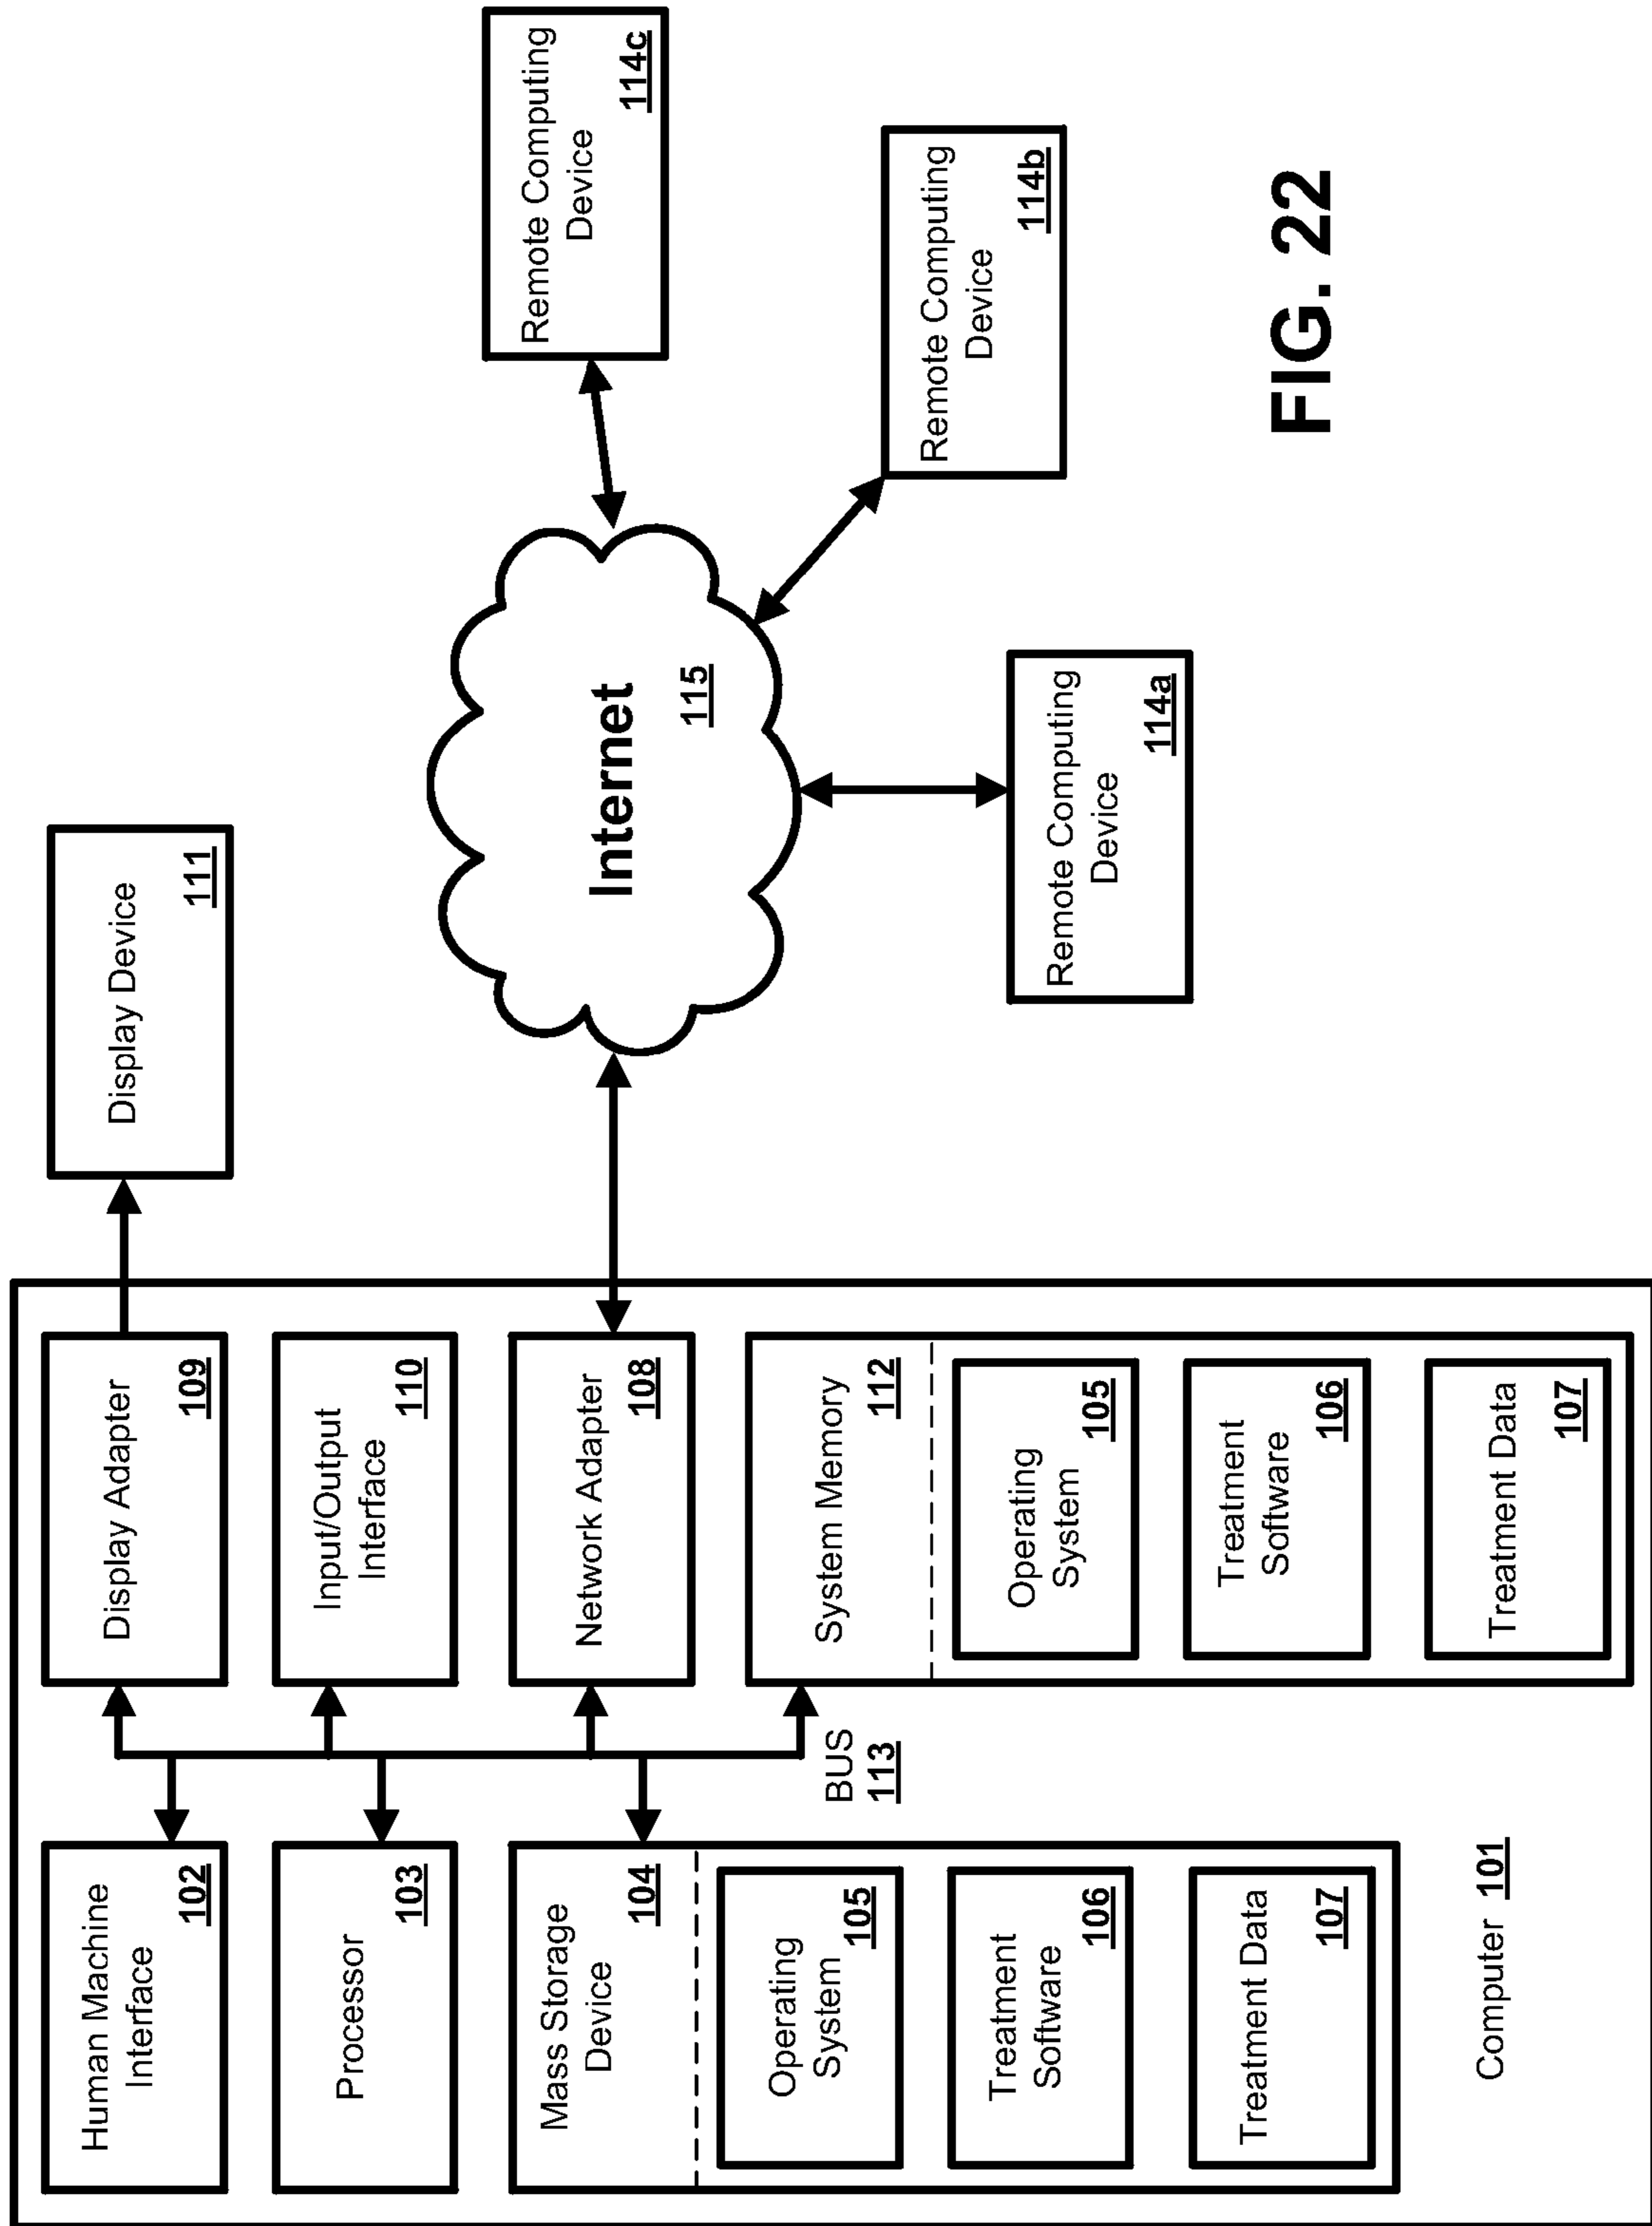 Human Machine
Interface
102
Processor
103
Mass Storage
Device
104
Operating
System
105
Treatment
Software
106
Treatment Data
107
Computer 101
BUS
113
Display Adapter
109
Input/Output
Interface
110
Network Adapter
108
System Memory
112
Operating
System
105
Treatment
Software
106
Treatment Data
107
Display Device
111
Internet
115
Remote Computing
Device
114a
Remote Computing
Device
114b
Remote Computing
Device
114c
FIG. 22